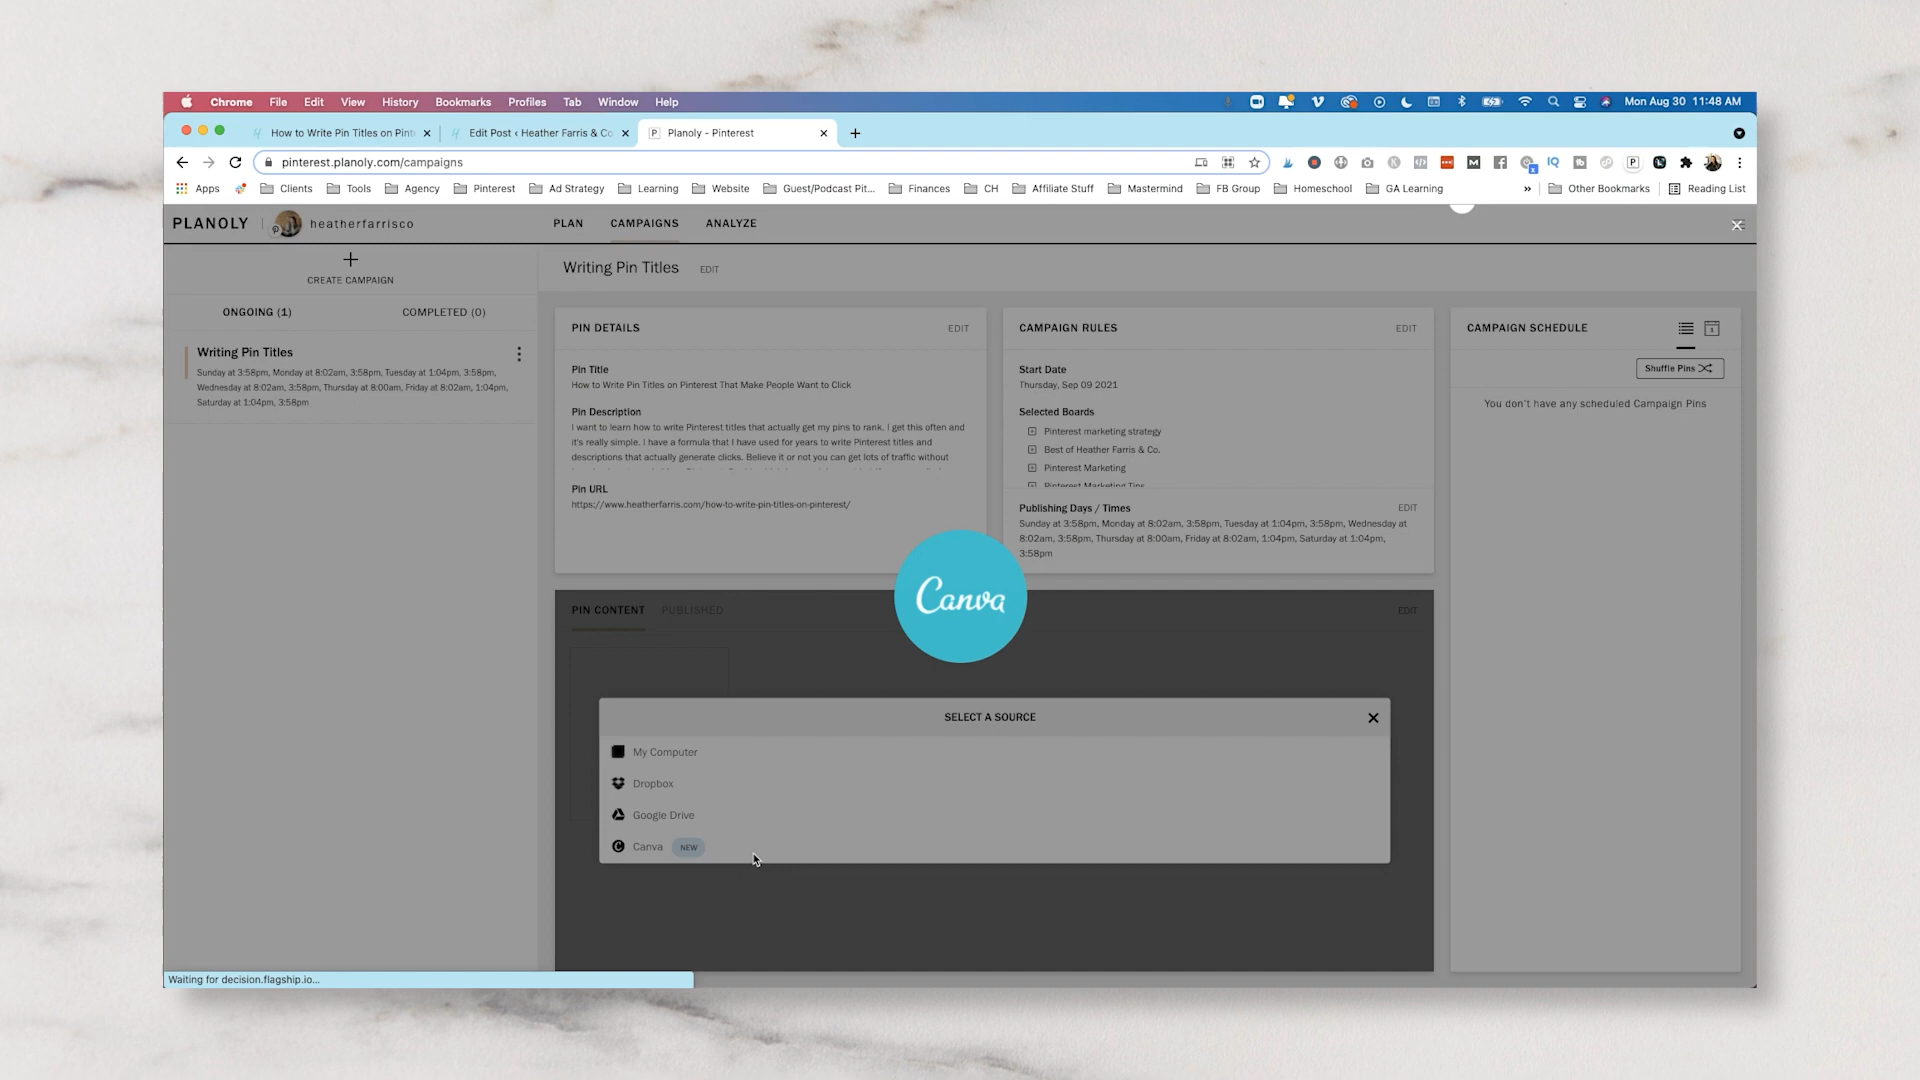 Chrome File Edit View History Bookmarks Profiles Tab Window Help
Mon Aug 30 11:48 AM
How to Write Pin Titles on Pint
Edit Post ‹ Heather Farris & Co
Planoly - Pinterest
pinterest.planoly.com/campaigns
Apps Clients Tools Agency Pinterest Ad Strategy Learning Website Guest/Podcast Pit... Finances CH Affiliate Stuff Mastermind FB Group Homeschool GA Learning » Other Bookmarks Reading List
PLANOLY heatherfarrisco PLAN CAMPAIGNS ANALYZE
CREATE CAMPAIGN
ONGOING (1) COMPLETED (0)
Writing Pin Titles
Sunday at 3:58pm, Monday at 8:02am, 3:58pm, Tuesday at 1:04pm, 3:58pm,
Wednesday at 8:02am, 3:58pm, Thursday at 8:00am, Friday at 8:02am, 1:04pm,
Saturday at 1:04pm, 3:58pm
Writing Pin Titles EDIT
PIN DETAILS EDIT
Pin Title
How to Write Pin Titles on Pinterest That Make People Want to Click
Pin Description
I want to learn how to write Pinterest titles that actually get my pins to rank. I get this often and
it's really simple. I have a formula that I have used for years to write Pinterest titles and
descriptions that actually generate clicks. Believe it or not you can get lots of traffic without
Pin URL
https://www.heatherfarris.com/how-to-write-pin-titles-on-pinterest/
CAMPAIGN RULES EDIT
Start Date
Thursday, Sep 09 2021
Selected Boards
Pinterest marketing strategy
Best of Heather Farris & Co.
Pinterest Marketing
Pinterest Marketing Tips
Publishing Days / Times EDIT
Sunday at 3:58pm, Monday at 8:02am, 3:58pm, Tuesday at 1:04pm, 3:58pm, Wednesday at
8:02am, 3:58pm, Thursday at 8:00am, Friday at 8:02am, 1:04pm, Saturday at 1:04pm,
3:58pm
CAMPAIGN SCHEDULE
Shuffle Pins
You don't have any scheduled Campaign Pins
Canva
PIN CONTENT PUBLISHED EDIT
SELECT A SOURCE
My Computer
Dropbox
Google Drive
Canva NEW
Waiting for decision.flagship.io...